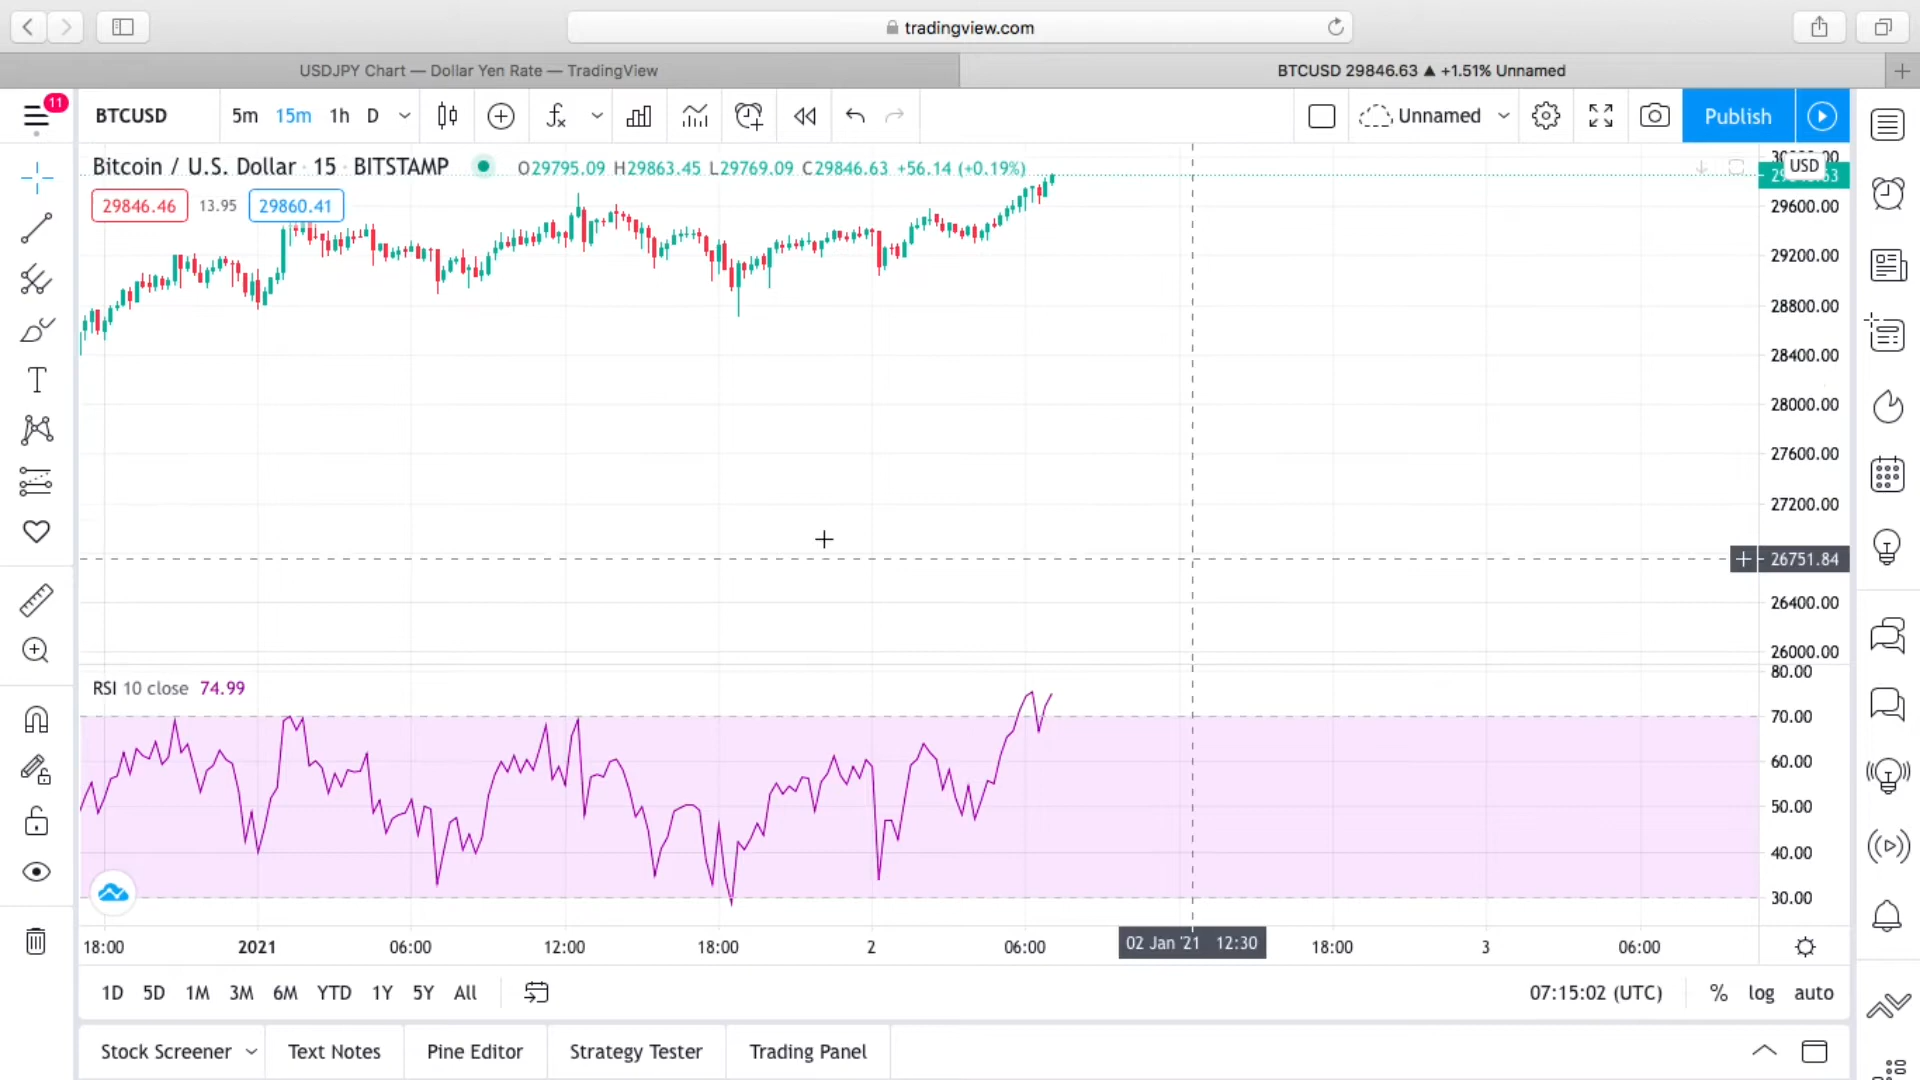 tradingview.com
USDJPY Chart — Dollar Yen Rate — TradingView
BTCUSD 29846.63 ▲ +1.51% Unnamed
11
BTCUSD 5m 15m 1h D Unnamed Publish
Bitcoin / U.S. Dollar · 15 · BITSTAMP O29795.09 H29863.45 L29769.09 C29846.63 +56.14 (+0.19%)
29846.46 13.95 29860.41
USD
29600.00
29200.00
28800.00
28400.00
28000.00
27600.00
27200.00
26751.84
26400.00
26000.00
RSI 10 close 74.99
80.00
70.00
60.00
50.00
40.00
30.00
18:00 2021 06:00 12:00 18:00 2 06:00 02 Jan '21 12:30 18:00 3 06:00
1D 5D 1M 3M 6M YTD 1Y 5Y All 07:15:02 (UTC) % log auto
Stock Screener Text Notes Pine Editor Strategy Tester Trading Panel